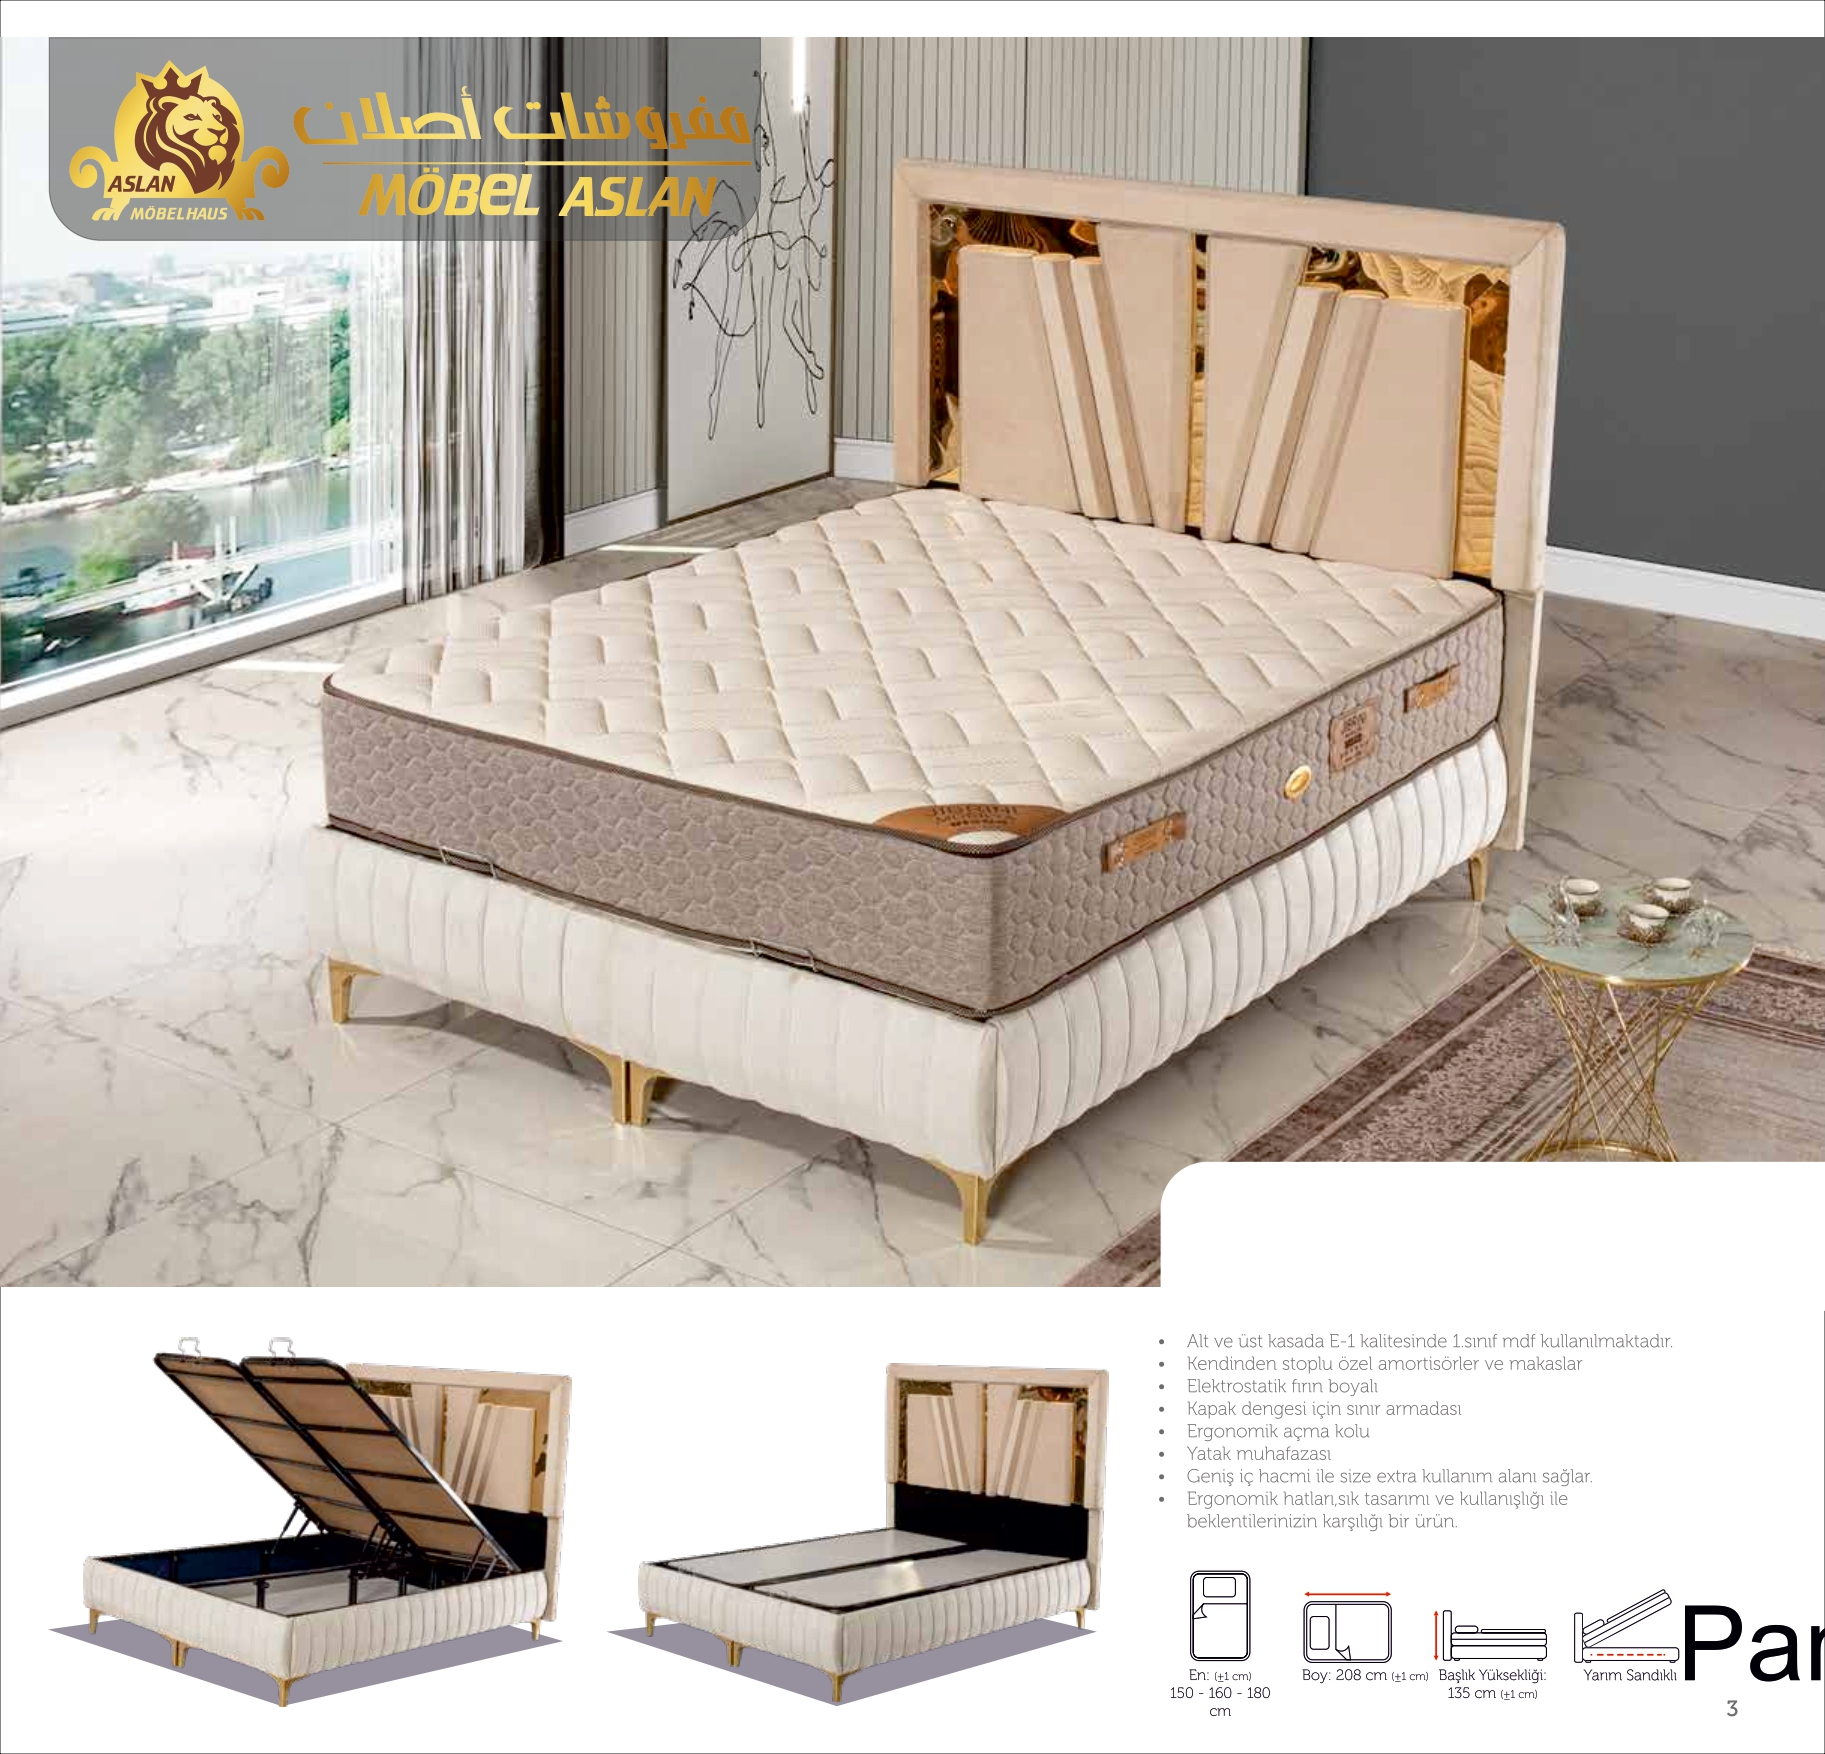 مفروشات أصلان
MÖBEL ASLAN
ASLAN
MÖBELHAUS
• Alt ve üst kasada E-1 kalitesinde 1.sınıf mdf kullanılmaktadır.
• Kendinden stoplu özel amortisörler ve makaslar
• Elektrostatik fırın boyalı
• Kapak dengesi için sınır armadası
• Ergonomik açma kolu
• Yatak muhafazası
• Geniş iç hacmi ile size extra kullanım alanı sağlar.
• Ergonomik hatları,sık tasarımı ve kullanışlığı ile
beklentilerinizin karşılığı bir ürün.
En: (±1 cm)
150 - 160 - 180
cm
Boy: 208 cm (±1 cm)
Başlık Yüksekliği:
135 cm (±1 cm)
Yarım Sandıklı
3